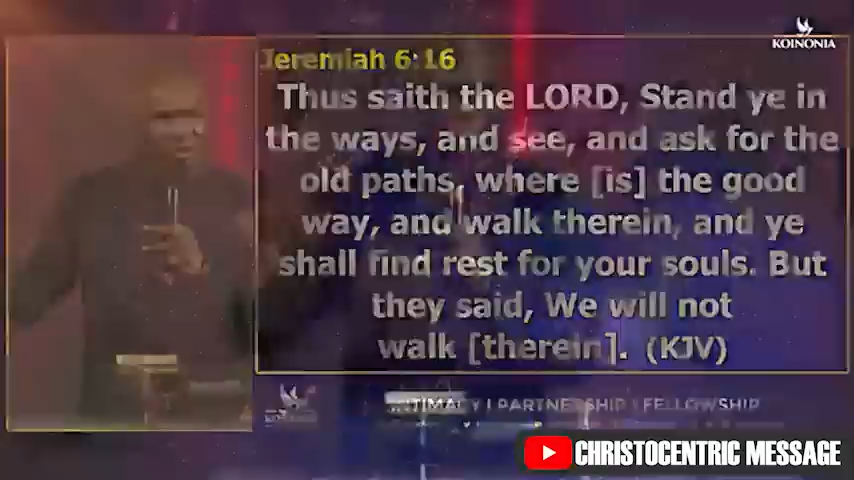 KOINONIA
Jeremiah 6:16
Thus saith the LORD, Stand ye in
the ways, and see, and ask for the
old paths, where [is] the good
way, and walk therein, and ye
shall find rest for your souls. But
they said, We will not
walk [therein]. (KJV)
INTIMACY | PARTNERSHIP | FELLOWSHIP
CHRISTOCENTRIC MESSAGE